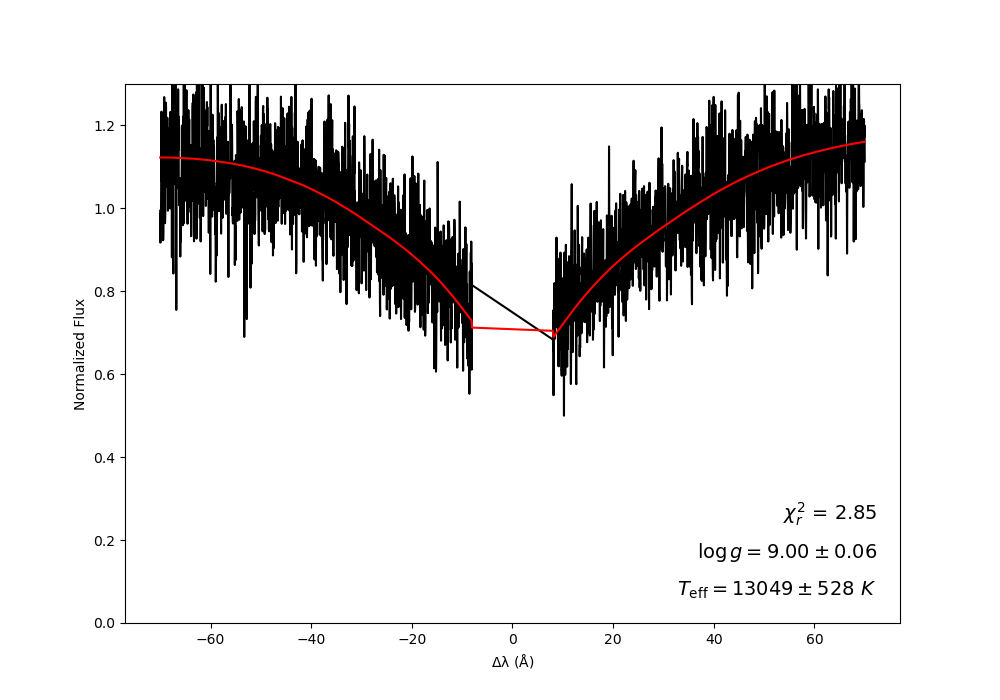 1.2
1.0
0.8
0.6
0.4
0.2
0.0
Normalized Flux
χ²ᵣ = 2.85
log g = 9.00 ± 0.06
T_eff = 13049 ± 528 K
−60 −40 −20 0 20 40 60
Δλ (Å)